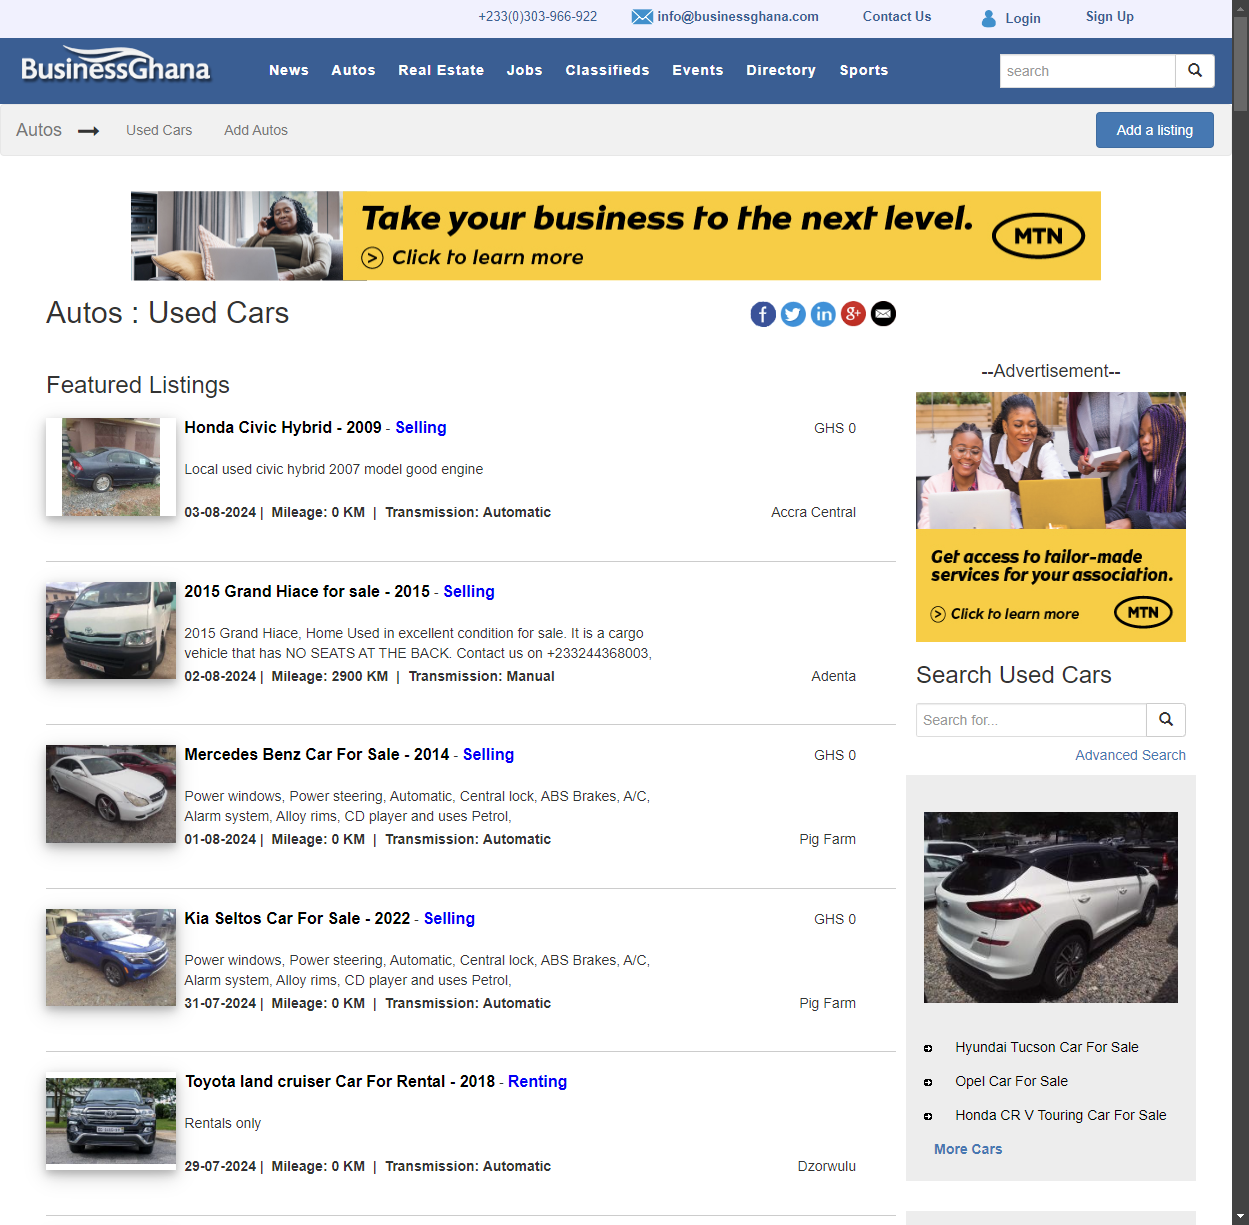 +233(0)303-966-922 info@businessghana.com Contact Us Login Sign Up
BusinessGhana News Autos Real Estate Jobs Classifieds Events Directory Sports search
Autos Used Cars Add Autos Add a listing
Take your business to the next level.
Click to learn more
MTN
Autos : Used Cars
--Advertisement--
Featured Listings
Honda Civic Hybrid - 2009 - Selling GHS 0
Local used civic hybrid 2007 model good engine
03-08-2024 | Mileage: 0 KM | Transmission: Automatic Accra Central
2015 Grand Hiace for sale - 2015 - Selling
2015 Grand Hiace, Home Used in excellent condition for sale. It is a cargo
vehicle that has NO SEATS AT THE BACK. Contact us on +233244368003,
02-08-2024 | Mileage: 2900 KM | Transmission: Manual Adenta
Mercedes Benz Car For Sale - 2014 - Selling GHS 0
Power windows, Power steering, Automatic, Central lock, ABS Brakes, A/C,
Alarm system, Alloy rims, CD player and uses Petrol,
01-08-2024 | Mileage: 0 KM | Transmission: Automatic Pig Farm
Kia Seltos Car For Sale - 2022 - Selling GHS 0
Power windows, Power steering, Automatic, Central lock, ABS Brakes, A/C,
Alarm system, Alloy rims, CD player and uses Petrol,
31-07-2024 | Mileage: 0 KM | Transmission: Automatic Pig Farm
Toyota land cruiser Car For Rental - 2018 - Renting
Rentals only
29-07-2024 | Mileage: 0 KM | Transmission: Automatic Dzorwulu
Get access to tailor-made
services for your association.
Click to learn more MTN
Search Used Cars
Search for...
Advanced Search
Hyundai Tucson Car For Sale
Opel Car For Sale
Honda CR V Touring Car For Sale
More Cars